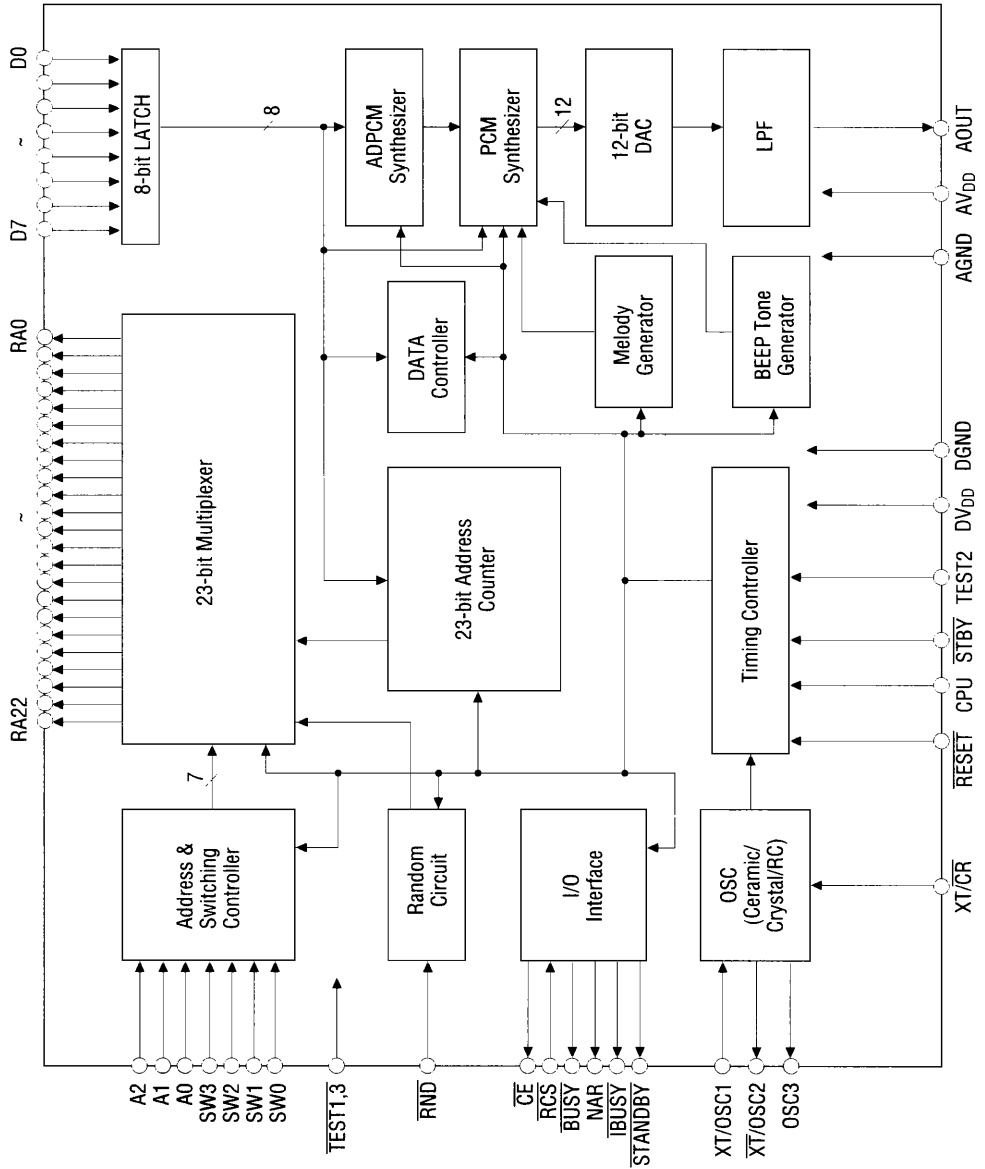 RA22
~
RA0
D7
~
D0
A2
A1
A0
SW3
SW2
SW1
SW0
Address &
Switching
Controller
7
23-bit Multiplexer
8-bit LATCH
8
TEST1,3
RND
Random
Circuit
23-bit Address
Counter
DATA
Controller
ADPCM
Synthesizer
PCM
Synthesizer
12
CE
RCS
BUSY
NAR
IBUSY
STANDBY
I/O
Interface
Melody
Generator
12-bit
DAC
XT/OSC1
XT/OSC2
OSC3
OSC
(Ceramic/
Crystal/RC)
Timing Controller
BEEP Tone
Generator
LPF
XT/CR
RESET
CPU
STBY
TEST2
DVDD
DGND
AGND
AVDD
AOUT